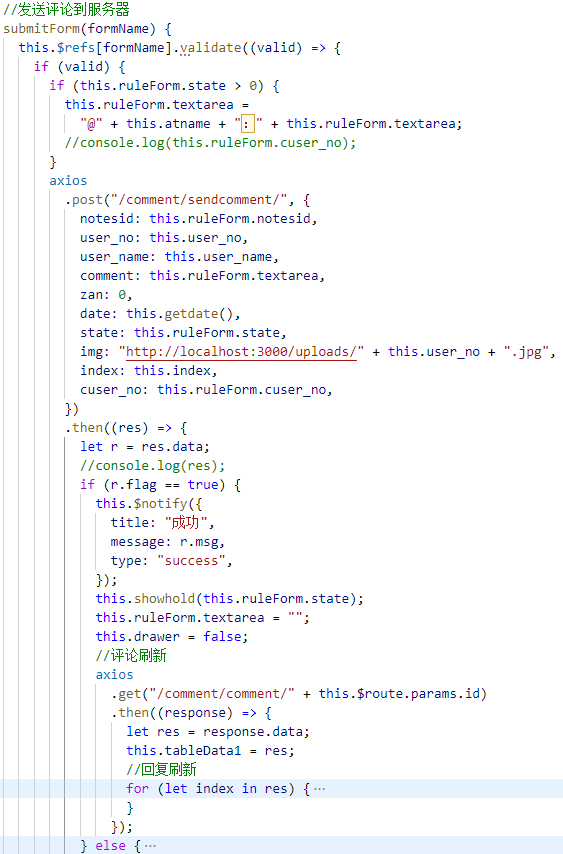 //发送评论到服务器
submitForm(formName) {
  this.$refs[formName].validate((valid) => {
    if (valid) {
      if (this.ruleForm.state > 0) {
        this.ruleForm.textarea =
          "@" + this.atname + "：" + this.ruleForm.textarea;
        //console.log(this.ruleForm.cuser_no);
      }
      axios
        .post("/comment/sendcomment/", {
          notesid: this.ruleForm.notesid,
          user_no: this.user_no,
          user_name: this.user_name,
          comment: this.ruleForm.textarea,
          zan: 0,
          date: this.getdate(),
          state: this.ruleForm.state,
          img: "http://localhost:3000/uploads/" + this.user_no + ".jpg",
          index: this.index,
          cuser_no: this.ruleForm.cuser_no,
        })
        .then((res) => {
          let r = res.data;
          //console.log(res);
          if (r.flag == true) {
            this.$notify({
              title: "成功",
              message: r.msg,
              type: "success",
            });
            this.showhold(this.ruleForm.state);
            this.ruleForm.textarea = "";
            this.drawer = false;
            //评论刷新
            axios
              .get("/comment/comment/" + this.$route.params.id)
              .then((response) => {
                let res = response.data;
                this.tableData1 = res;
                //回复刷新
                for (let index in res) {…
                }
              });
          } else {…